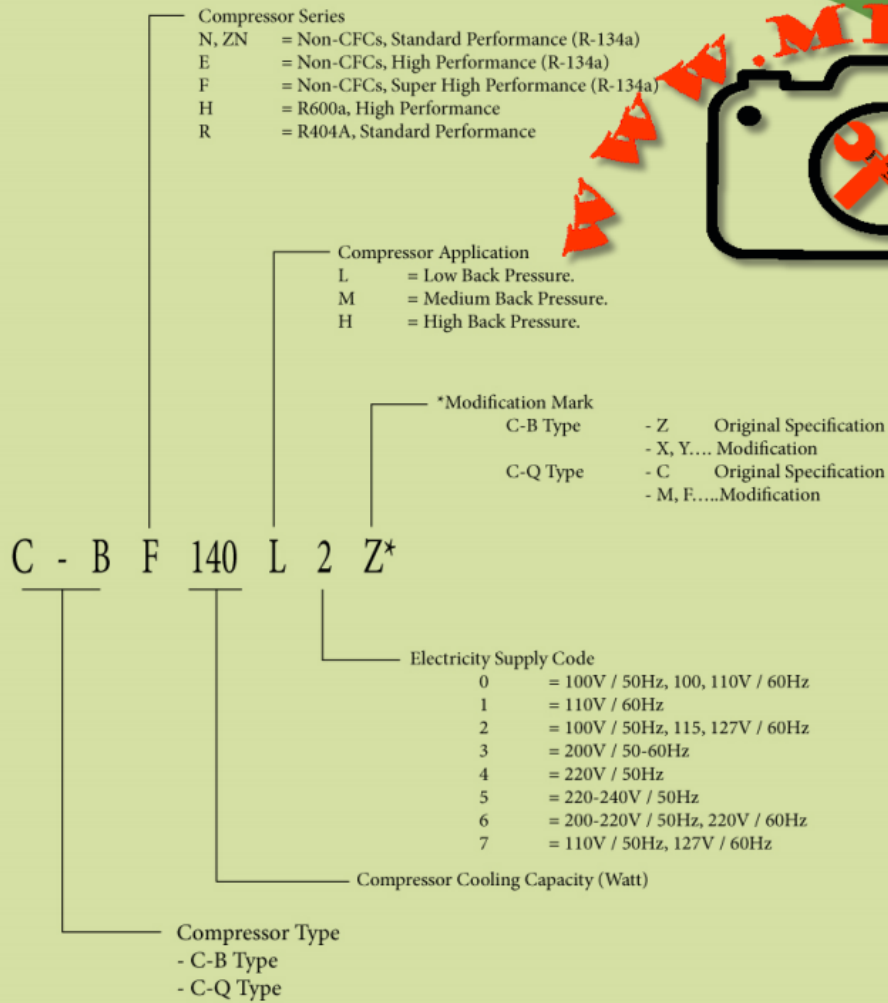 Compressor Series
N, ZN = Non-CFCs, Standard Performance (R-134a)
E = Non-CFCs, High Performance (R-134a)
F = Non-CFCs, Super High Performance (R-134a)
H = R600a, High Performance
R = R404A, Standard Performance
WWW.M
Compressor Application
L = Low Back Pressure.
M = Medium Back Pressure.
H = High Back Pressure.
*Modification Mark
C-B Type - Z Original Specification
- X, Y.... Modification
C-Q Type - C Original Specification
- M, F.....Modification
C - B F 140 L 2 Z*
Electricity Supply Code
0 = 100V / 50Hz, 100, 110V / 60Hz
1 = 110V / 60Hz
2 = 100V / 50Hz, 115, 127V / 60Hz
3 = 200V / 50-60Hz
4 = 220V / 50Hz
5 = 220-240V / 50Hz
6 = 200-220V / 50Hz, 220V / 60Hz
7 = 110V / 50Hz, 127V / 60Hz
Compressor Cooling Capacity (Watt)
Compressor Type
- C-B Type
- C-Q Type